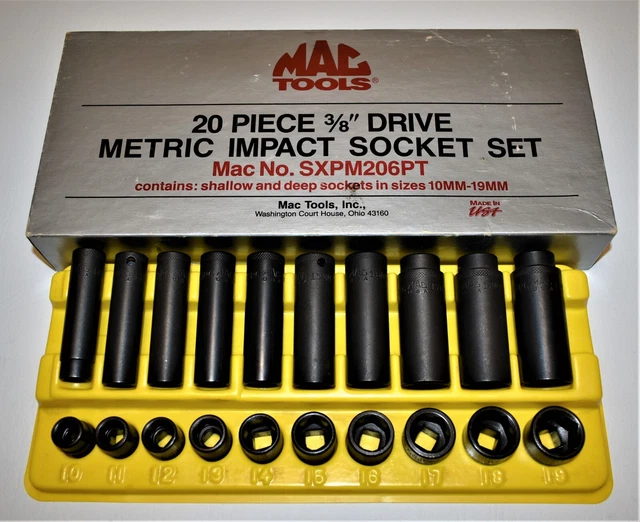 MAC
TOOLS®
20 PIECE 3/8" DRIVE
METRIC IMPACT SOCKET SET
Mac No. SXPM206PT
contains: shallow and deep sockets in sizes 10MM-19MM
Mac Tools, Inc.,
Washington Court House, Ohio 43160
MADE IN
USA
10 11 12 13 14 15 16 17 18 19